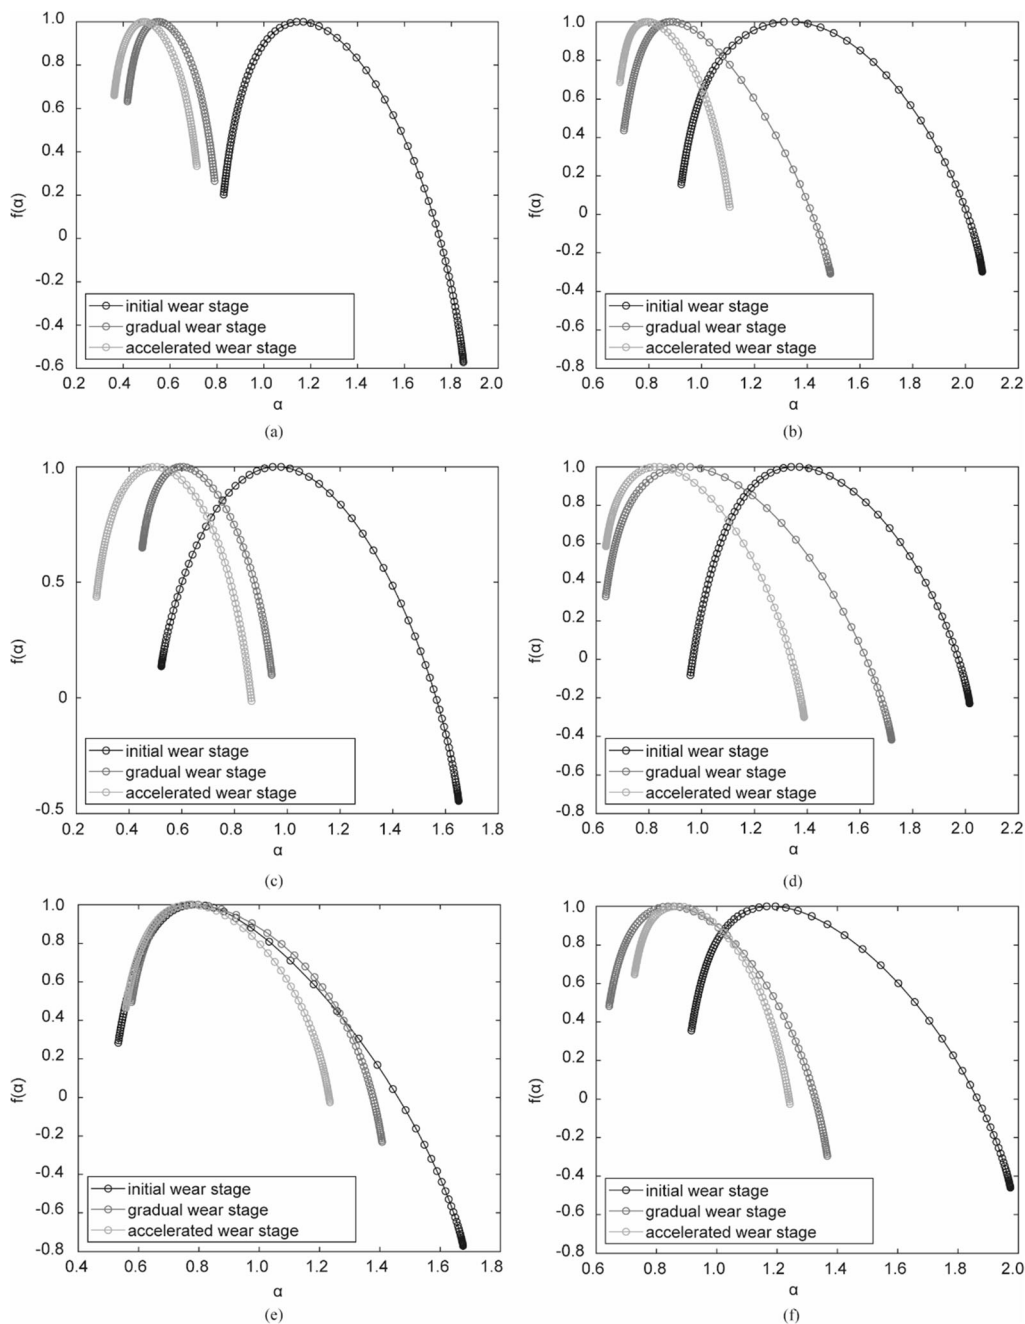 1.0
0.8
0.6
0.4
0.2
0
-0.2
-0.4
-0.6
f(α)
initial wear stage
gradual wear stage
accelerated wear stage
0.2 0.4 0.6 0.8 1.0 1.2 1.4 1.6 1.8 2.0
α
(a)
1.0
0.8
0.6
0.4
0.2
0
-0.2
-0.4
-0.6
-0.8
f(α)
initial wear stage
gradual wear stage
accelerated wear stage
0.6 0.8 1.0 1.2 1.4 1.6 1.8 2.0 2.2
α
(b)
1.0
0.5
0
-0.5
f(α)
initial wear stage
gradual wear stage
accelerated wear stage
0.2 0.4 0.6 0.8 1.0 1.2 1.4 1.6 1.8
α
(c)
1.0
0.8
0.6
0.4
0.2
0
-0.2
-0.4
-0.6
-0.8
f(α)
initial wear stage
gradual wear stage
accelerated wear stage
0.6 0.8 1.0 1.2 1.4 1.6 1.8 2.0 2.2
α
(d)
1.0
0.8
0.6
0.4
0.2
0
-0.2
-0.4
-0.6
-0.8
f(α)
initial wear stage
gradual wear stage
accelerated wear stage
0.4 0.6 0.8 1.0 1.2 1.4 1.6 1.8
α
(e)
1.0
0.8
0.6
0.4
0.2
0
-0.2
-0.4
-0.6
-0.8
f(α)
initial wear stage
gradual wear stage
accelerated wear stage
0.6 0.8 1.0 1.2 1.4 1.6 1.8 2.0
α
(f)